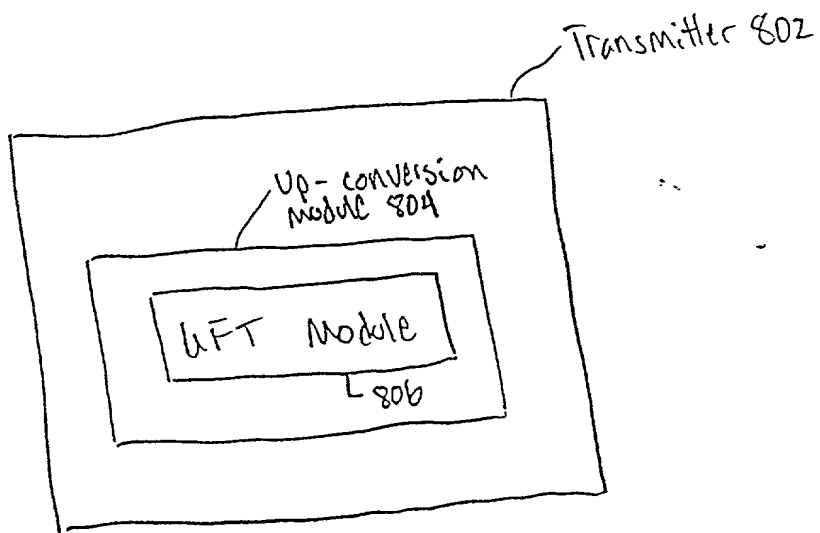 Transmitter 802
Up-conversion
module 804
UFT Module
806